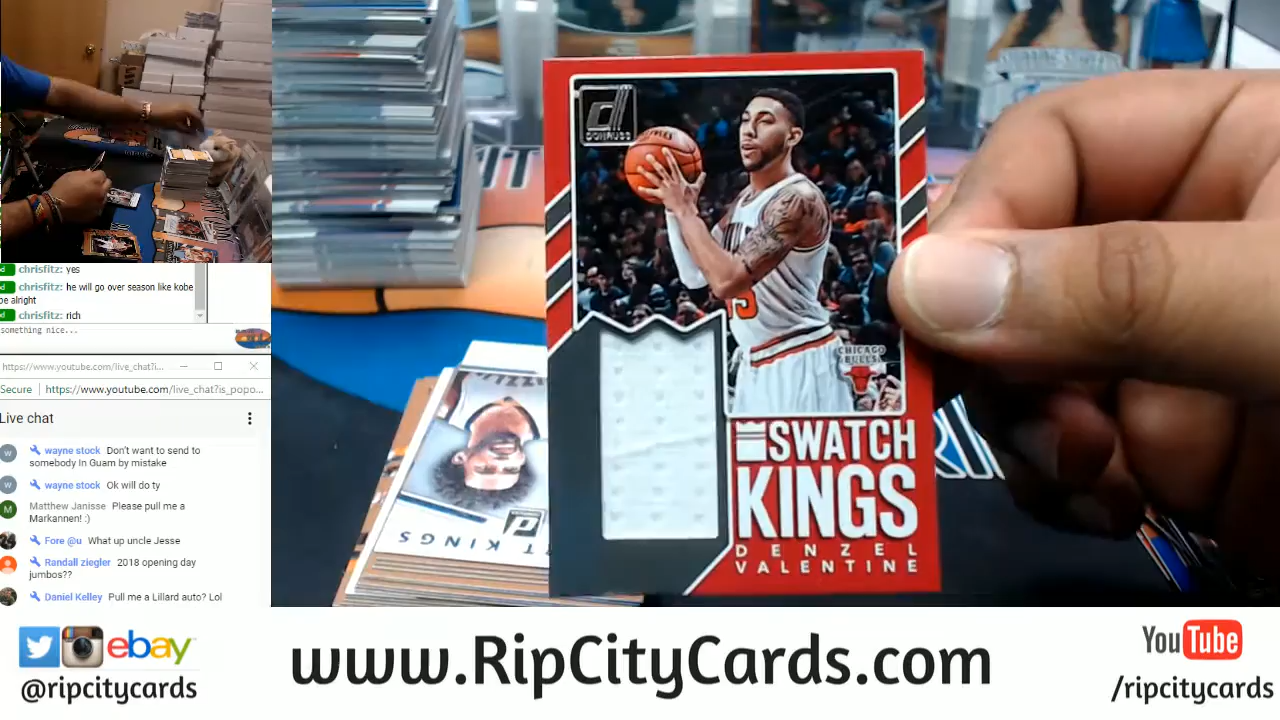 chrisfitz: yes
chrisfitz: he will go over season like kobe
be alright
chrisfitz: rich
something nice...
https://www.youtube.com/live_chat?i...
Secure | https://www.youtube.com/live_chat?is_popo...
Live chat
wayne stock Don't want to send to
somebody in Guam by mistake
wayne stock Ok will do ty
Matthew Janisse Please pull me a
Markannen! :)
Fore @u What up uncle Jesse
Randall ziegler 2018 opening day
jumbos??
Daniel Kelley Pull me a Lillard auto? Lol
DONRUSS
CHICAGO
BULLS
SWATCH
KINGS
DENZEL
VALENTINE
T KINGS
ebay
@ripcitycards
www.RipCityCards.com
YouTube
/ripcitycards